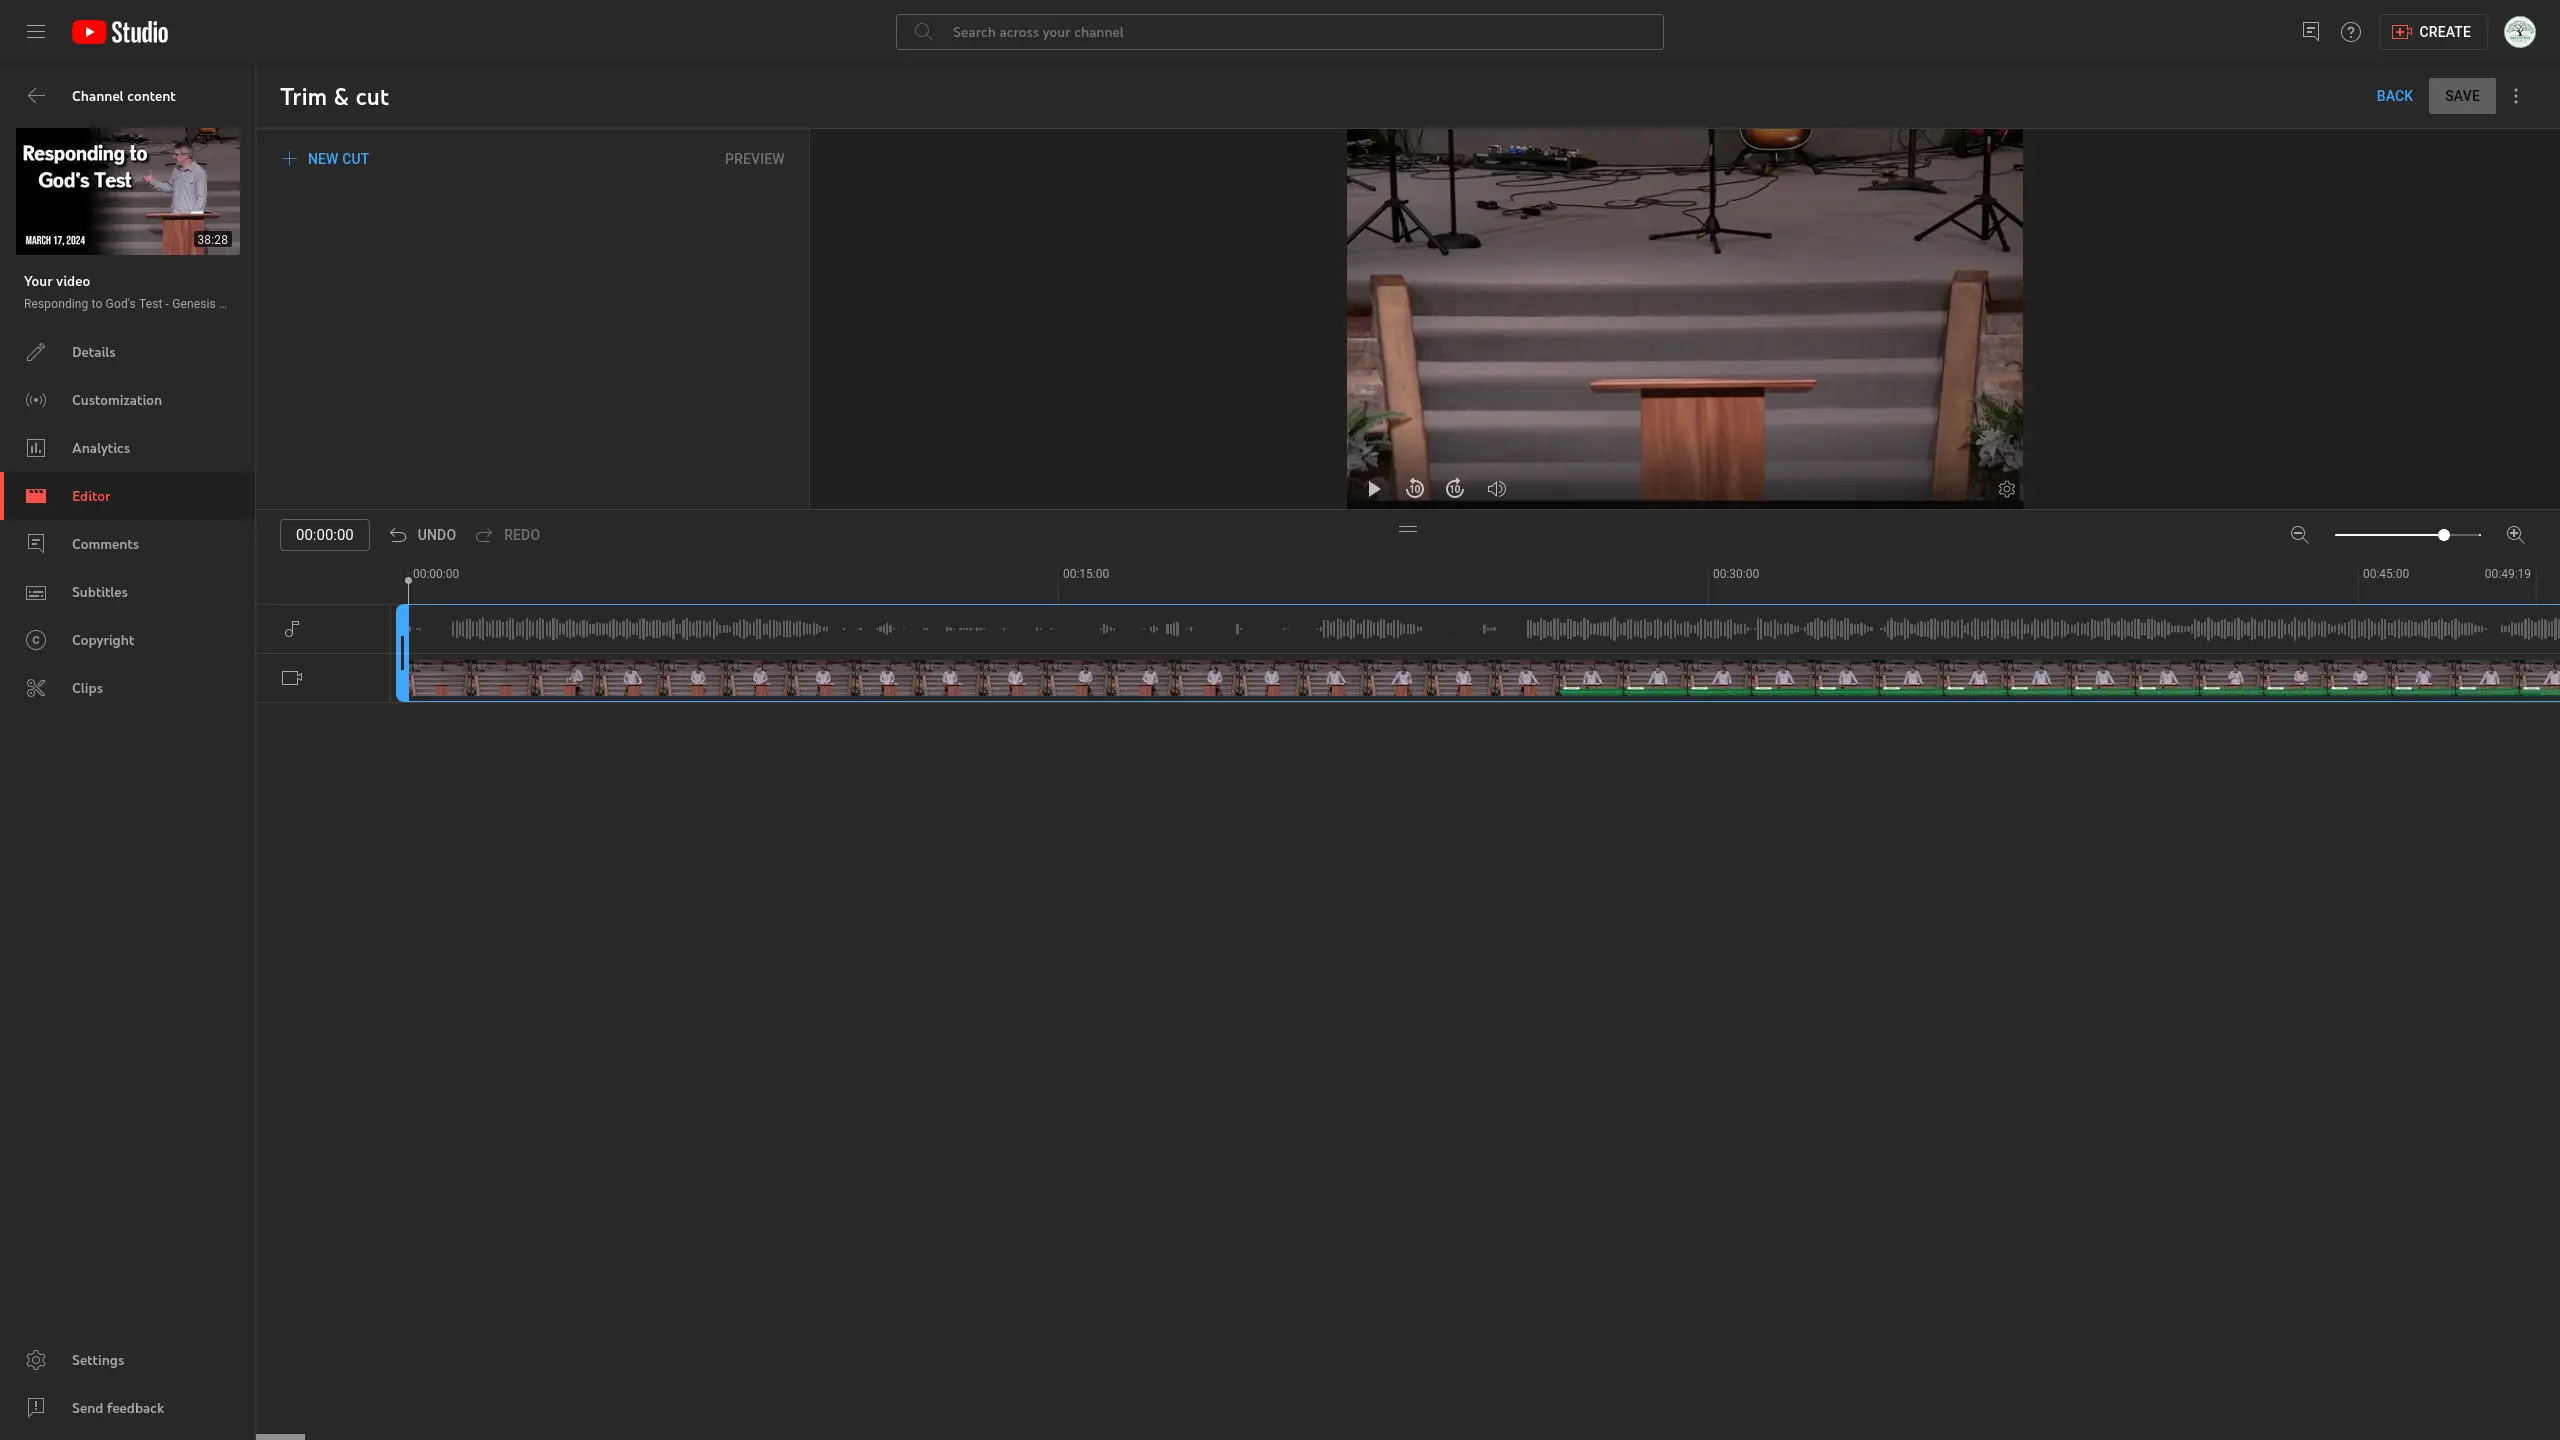 Studio
Search across your channel
CREATE
Channel content
Trim & cut
BACK
SAVE
Responding to
God's Test
MARCH 17, 2024
38:28
NEW CUT
PREVIEW
Your video
Responding to God's Test - Genesis ...
Details
Customization
Analytics
Editor
Comments
Subtitles
Copyright
Clips
10
10
00:00:00
UNDO
REDO
00:00:00
00:15:00
00:30:00
00:45:00
00:49:19
Settings
Send feedback